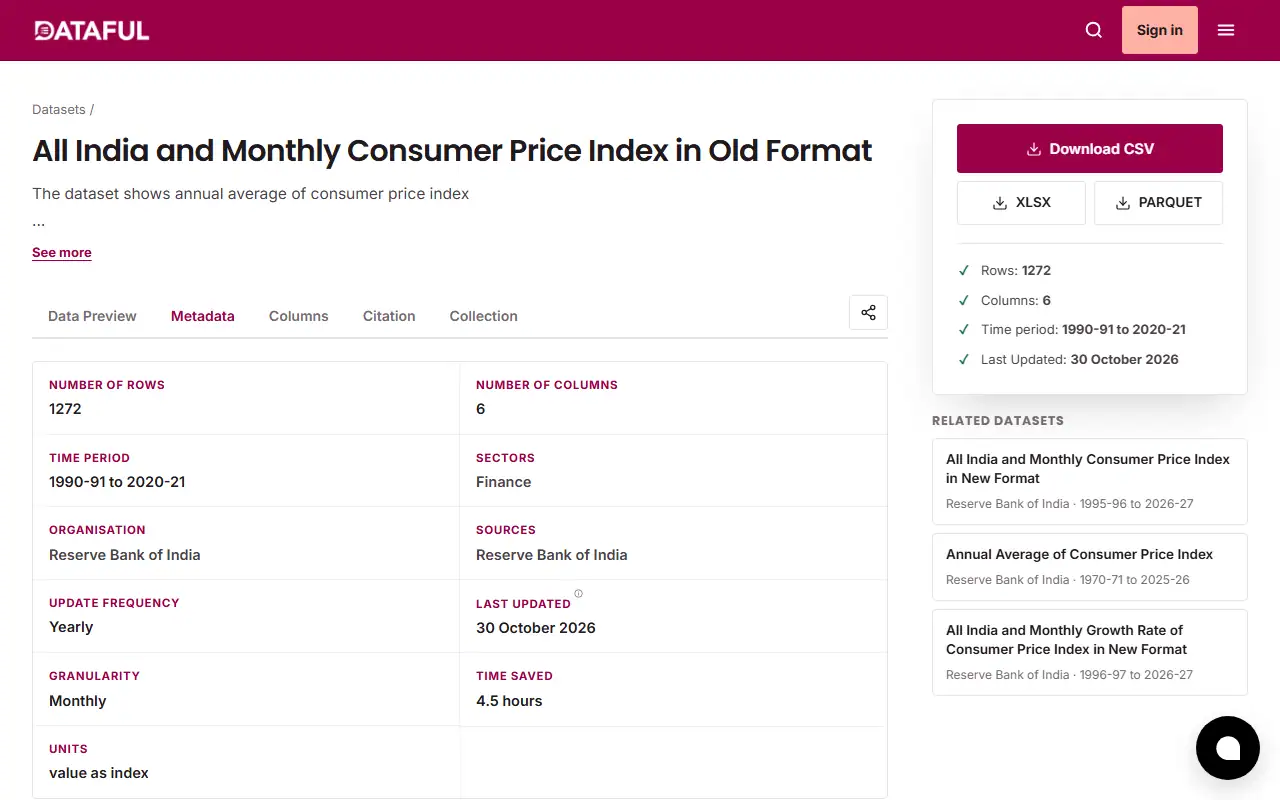 DATAFUL
Sign in
Datasets /
All India and Monthly Consumer Price Index in Old Format
The dataset shows annual average of consumer price index
...
See more
Data Preview
Metadata
Columns
Citation
Collection
NUMBER OF ROWS
1272
NUMBER OF COLUMNS
6
TIME PERIOD
1990-91 to 2020-21
SECTORS
Finance
ORGANISATION
Reserve Bank of India
SOURCES
Reserve Bank of India
UPDATE FREQUENCY
Yearly
LAST UPDATED
30 October 2026
GRANULARITY
Monthly
TIME SAVED
4.5 hours
UNITS
value as index
Download CSV
XLSX
PARQUET
Rows: 1272
Columns: 6
Time period: 1990-91 to 2020-21
Last Updated: 30 October 2026
RELATED DATASETS
All India and Monthly Consumer Price Index
in New Format
Reserve Bank of India · 1995-96 to 2026-27
Annual Average of Consumer Price Index
Reserve Bank of India · 1970-71 to 2025-26
All India and Monthly Growth Rate of
Consumer Price Index in New Format
Reserve Bank of India · 1996-97 to 2026-27